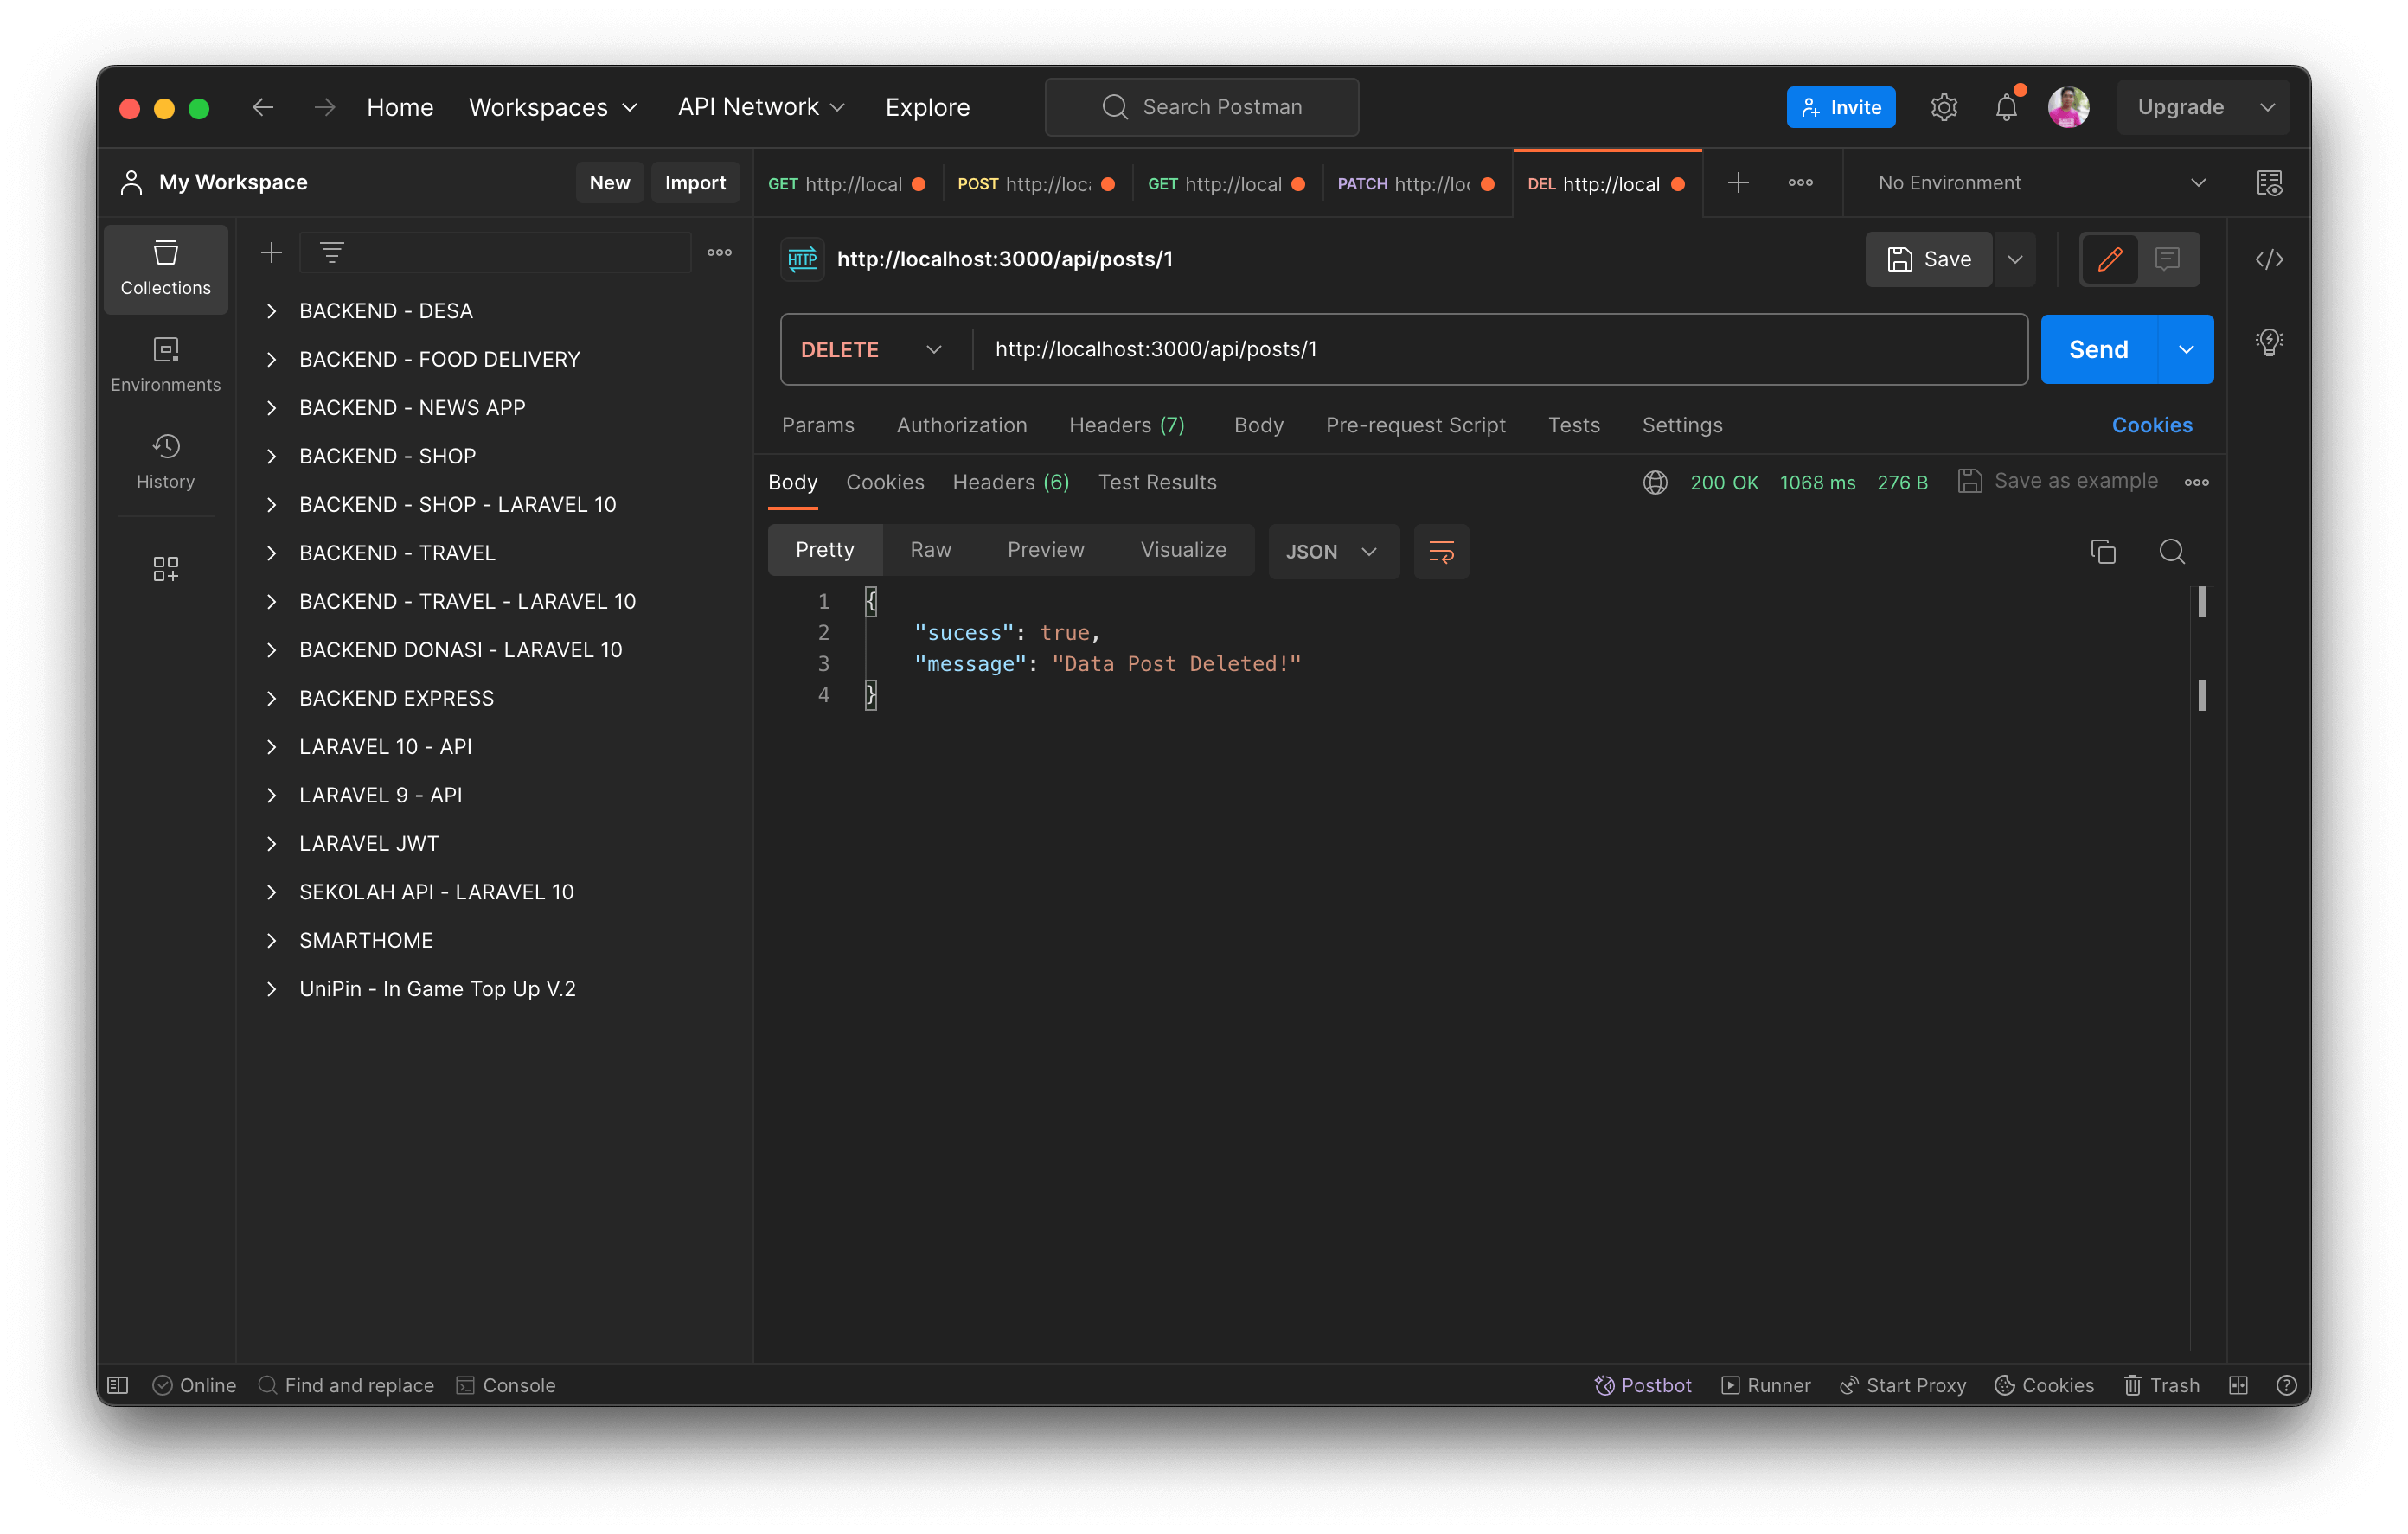 Home Workspaces API Network Explore Search Postman Invite Upgrade
My Workspace New Import
GET http://local POST http://loc GET http://local PATCH http://loc DEL http://local No Environment
Collections
Environments
History
BACKEND - DESA
BACKEND - FOOD DELIVERY
BACKEND - NEWS APP
BACKEND - SHOP
BACKEND - SHOP - LARAVEL 10
BACKEND - TRAVEL
BACKEND - TRAVEL - LARAVEL 10
BACKEND DONASI - LARAVEL 10
BACKEND EXPRESS
LARAVEL 10 - API
LARAVEL 9 - API
LARAVEL JWT
SEKOLAH API - LARAVEL 10
SMARTHOME
UniPin - In Game Top Up V.2
HTTP http://localhost:3000/api/posts/1 Save
DELETE http://localhost:3000/api/posts/1 Send
Params Authorization Headers (7) Body Pre-request Script Tests Settings Cookies
Body Cookies Headers (6) Test Results 200 OK 1068 ms 276 B Save as example
Pretty Raw Preview Visualize JSON
1 {
2 "sucess": true,
3 "message": "Data Post Deleted!"
4 }
Online Find and replace Console Postbot Runner Start Proxy Cookies Trash